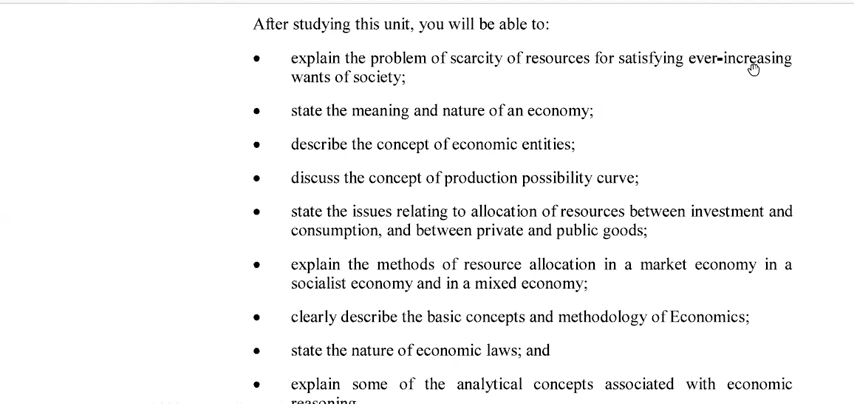 After studying this unit, you will be able to:
• explain the problem of scarcity of resources for satisfying ever-increasing
wants of society;
• state the meaning and nature of an economy;
• describe the concept of economic entities;
• discuss the concept of production possibility curve;
• state the issues relating to allocation of resources between investment and
consumption, and between private and public goods;
• explain the methods of resource allocation in a market economy in a
socialist economy and in a mixed economy;
• clearly describe the basic concepts and methodology of Economics;
• state the nature of economic laws; and
• explain some of the analytical concepts associated with economic
reasoning